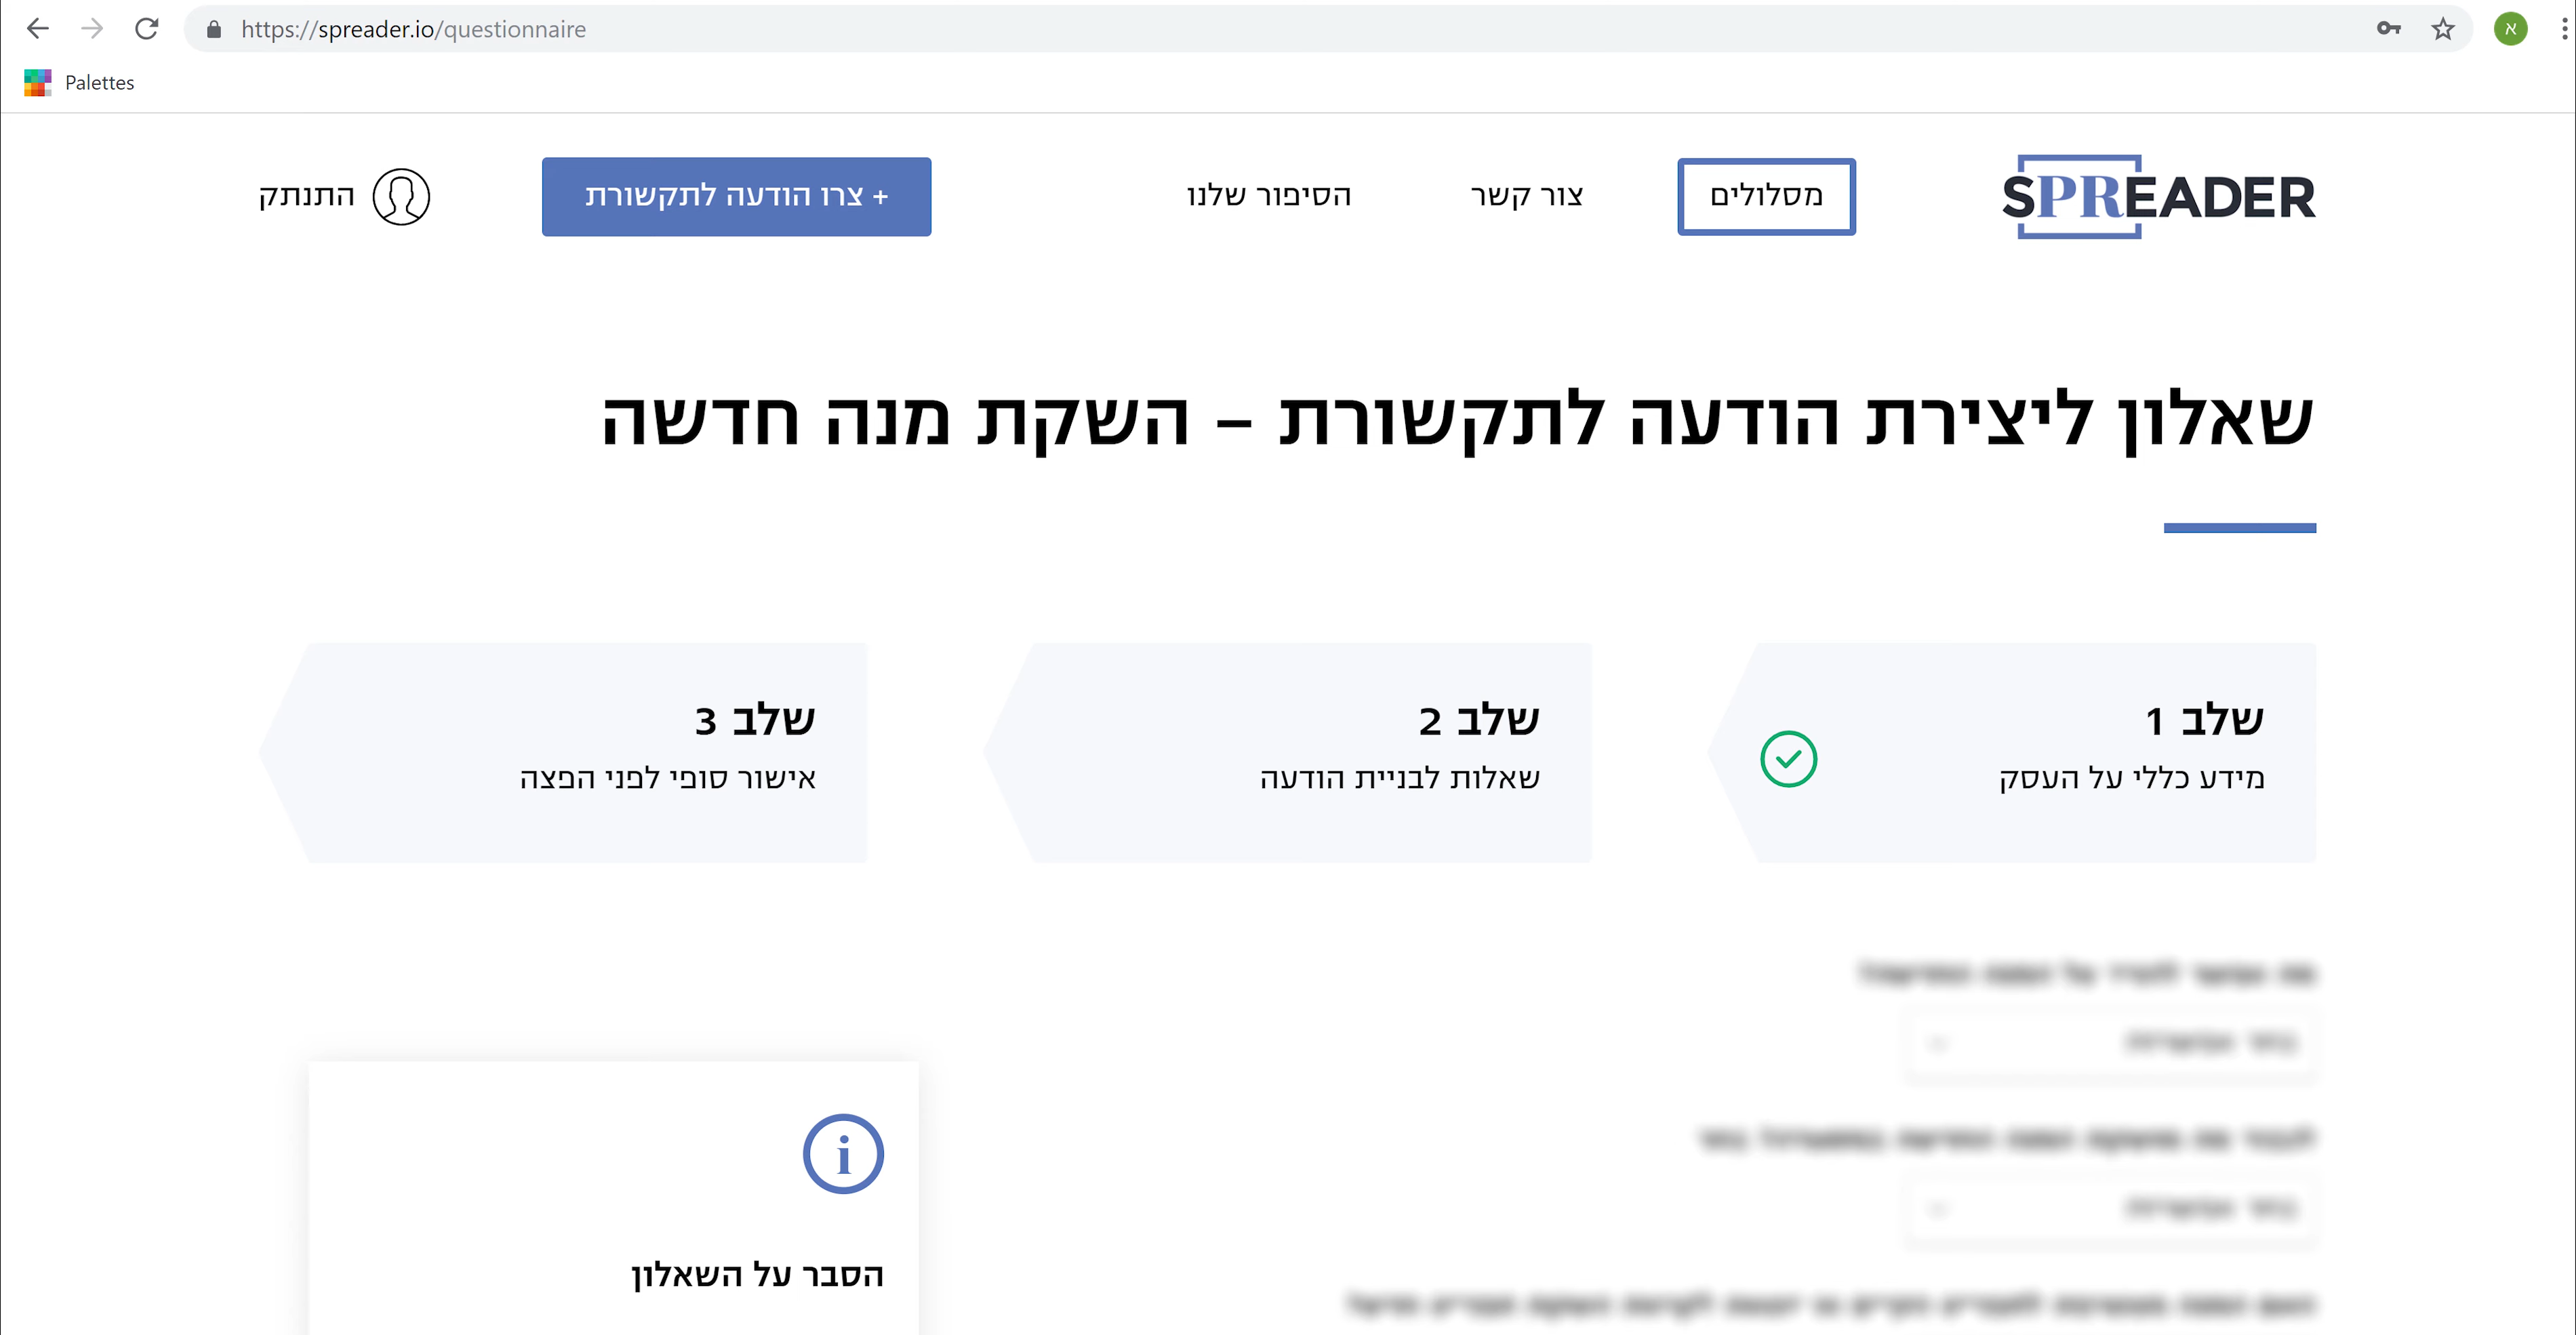 https://spreader.io/questionnaire
א
Palettes
SPREADER
מסלולים
צור קשר
הסיפור שלנו
+ צרו הודעה לתקשורת
התנתק
שאלון ליצירת הודעה לתקשורת – השקת מנה חדשה
שלב 1
מידע כללי על העסק
שלב 2
שאלות לבניית הודעה
שלב 3
אישור סופי לפני הפצה
i
הסבר על השאלון